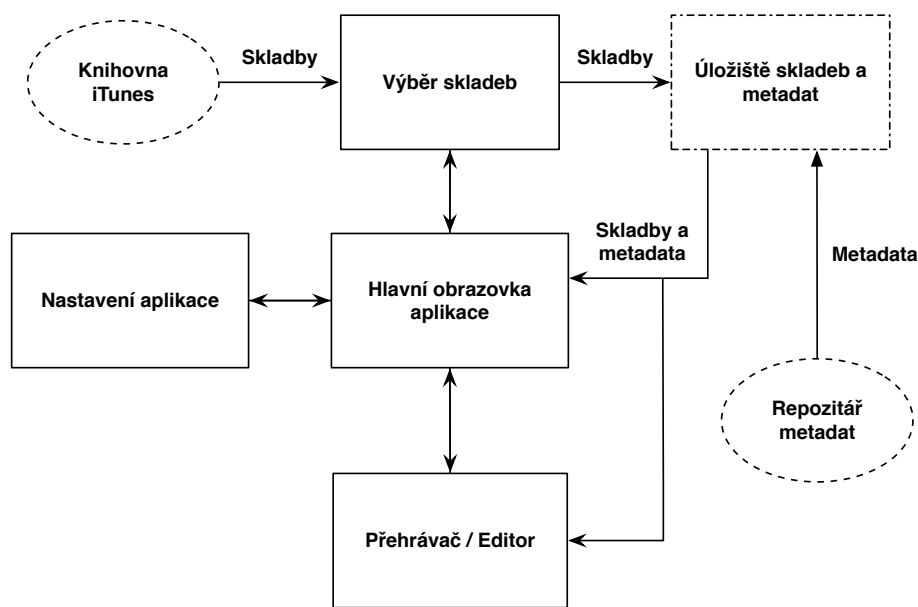 Knihovna
iTunes
Skladby
Výběr skladeb
Skladby
Úložiště skladeb a
metadat
Skladby a
metadata
Metadata
Nastavení aplikace
Hlavní obrazovka
aplikace
Repozitář
metadat
Přehrávač / Editor